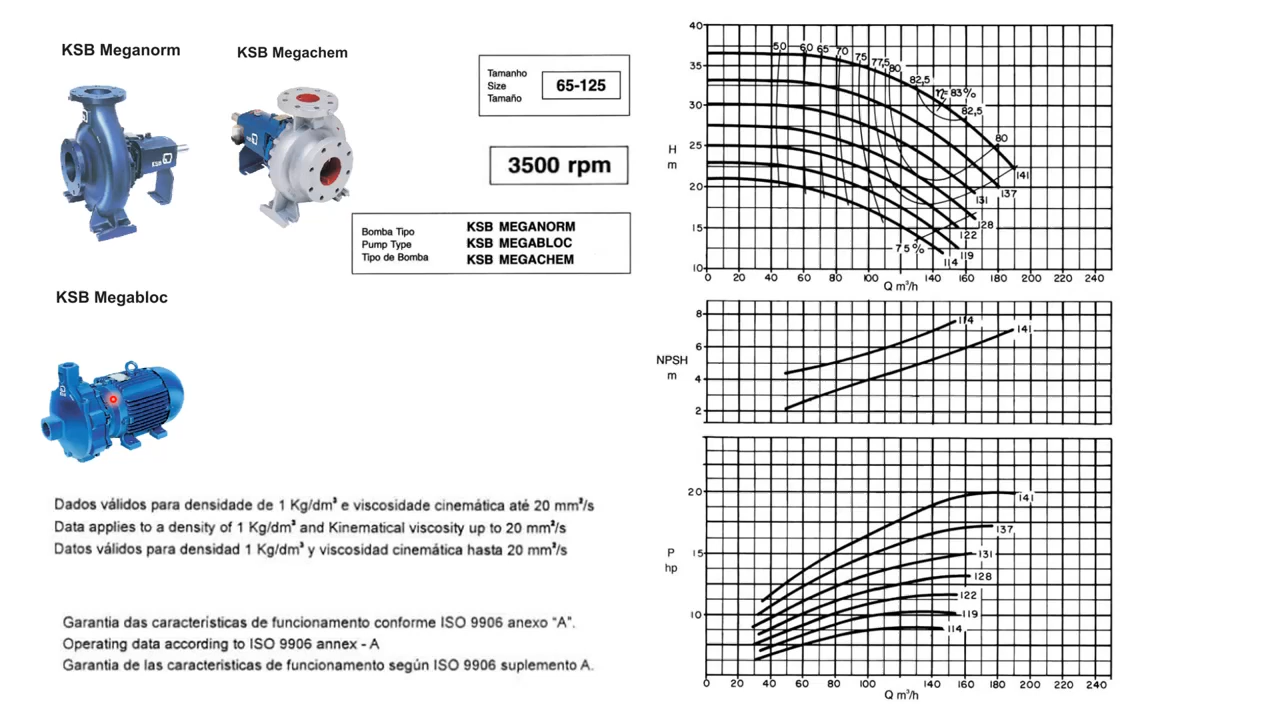 KSB Meganorm
KSB Megachem
Tamanho
Size
Tamaño
65-125
3500 rpm
Bomba Tipo
Pump Type
Tipo de Bomba
KSB MEGANORM
KSB MEGABLOC
KSB MEGACHEM
KSB Megabloc
Dados válidos para densidade de 1 Kg/dm³ e viscosidade cinemática até 20 mm²/s
Data applies to a density of 1 Kg/dm³ and Kinematical viscosity up to 20 mm²/s
Datos válidos para densidad 1 Kg/dm³ y viscosidad cinemática hasta 20 mm²/s
Garantia das características de funcionamento conforme ISO 9906 anexo "A".
Operating data according to ISO 9906 annex - A
Garantia de las caracteristicas de funcionamiento según ISO 9906 suplemento A.
40
35
30
25
20
15
10
H
m
50 60 65 70 75 77,5 80 82,5
η=83%
82,5
80
75%
141
137
131
128
122
119
114
0 20 40 60 80 100 120 140 160 180 200 220 240
Q m³/h
8
6
4
2
NPSH
m
114
141
20
15
10
P
hp
141
137
131
128
122
119
114
0 20 40 60 80 100 120 140 160 180 200 220 240
Q m³/h